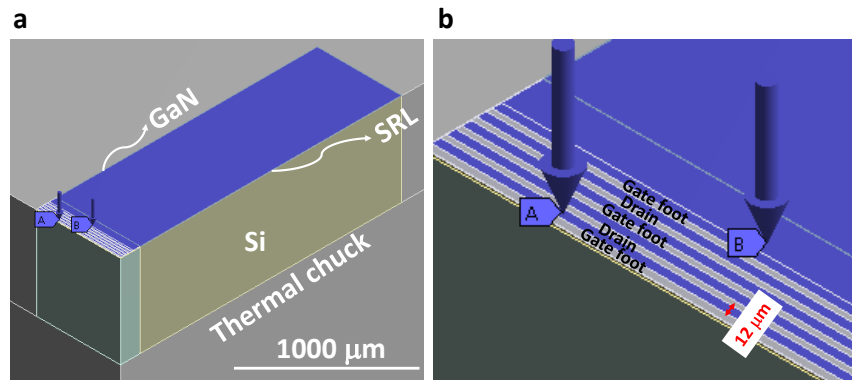 a
GaN
SRL
A
B
Si
Thermal chuck
1000 μm
b
A
B
Gate foot
Drain
Gate foot
Drain
Gate foot
12 μm